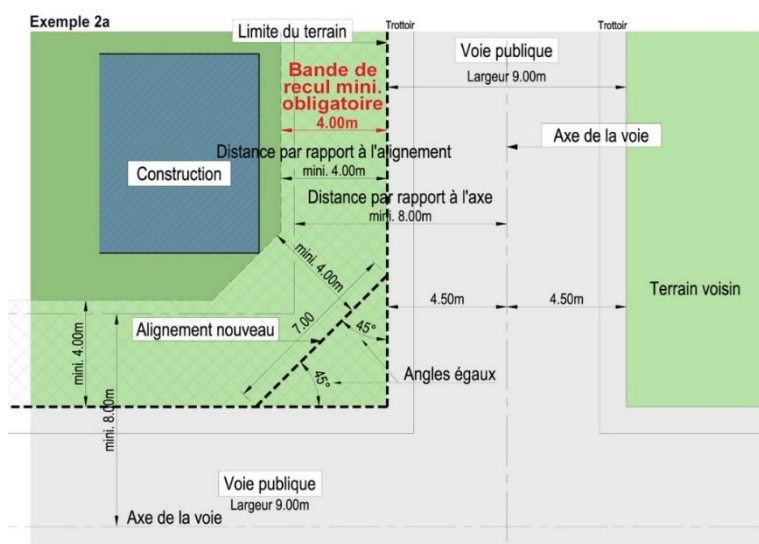 Exemple 2a
Trottoir
Trottoir
Limite du terrain
Voie publique
Largeur 9.00m
Bande de
recul mini.
obligatoire
4.00m
Axe de la voie
Distance par rapport à l'alignement
mini. 4.00m
Construction
Distance par rapport à l'axe
mini. 8.00m
mini. 4.00m
Terrain voisin
4.50m
4.50m
Alignement nouveau
7.00
45°
45°
Angles égaux
mini. 4.00m
mini. 8.00m
Voie publique
Largeur 9.00m
Axe de la voie